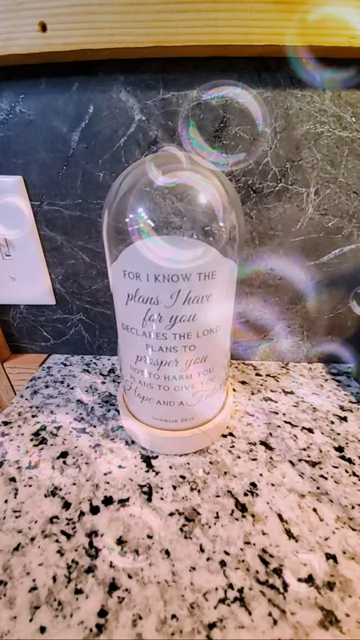 FOR I KNOW THE
plans I have
for you
DECLARES THE LORD
PLANS TO
prosper you
NOT TO HARM YOU
PLANS TO GIVE YOU
Hope AND A